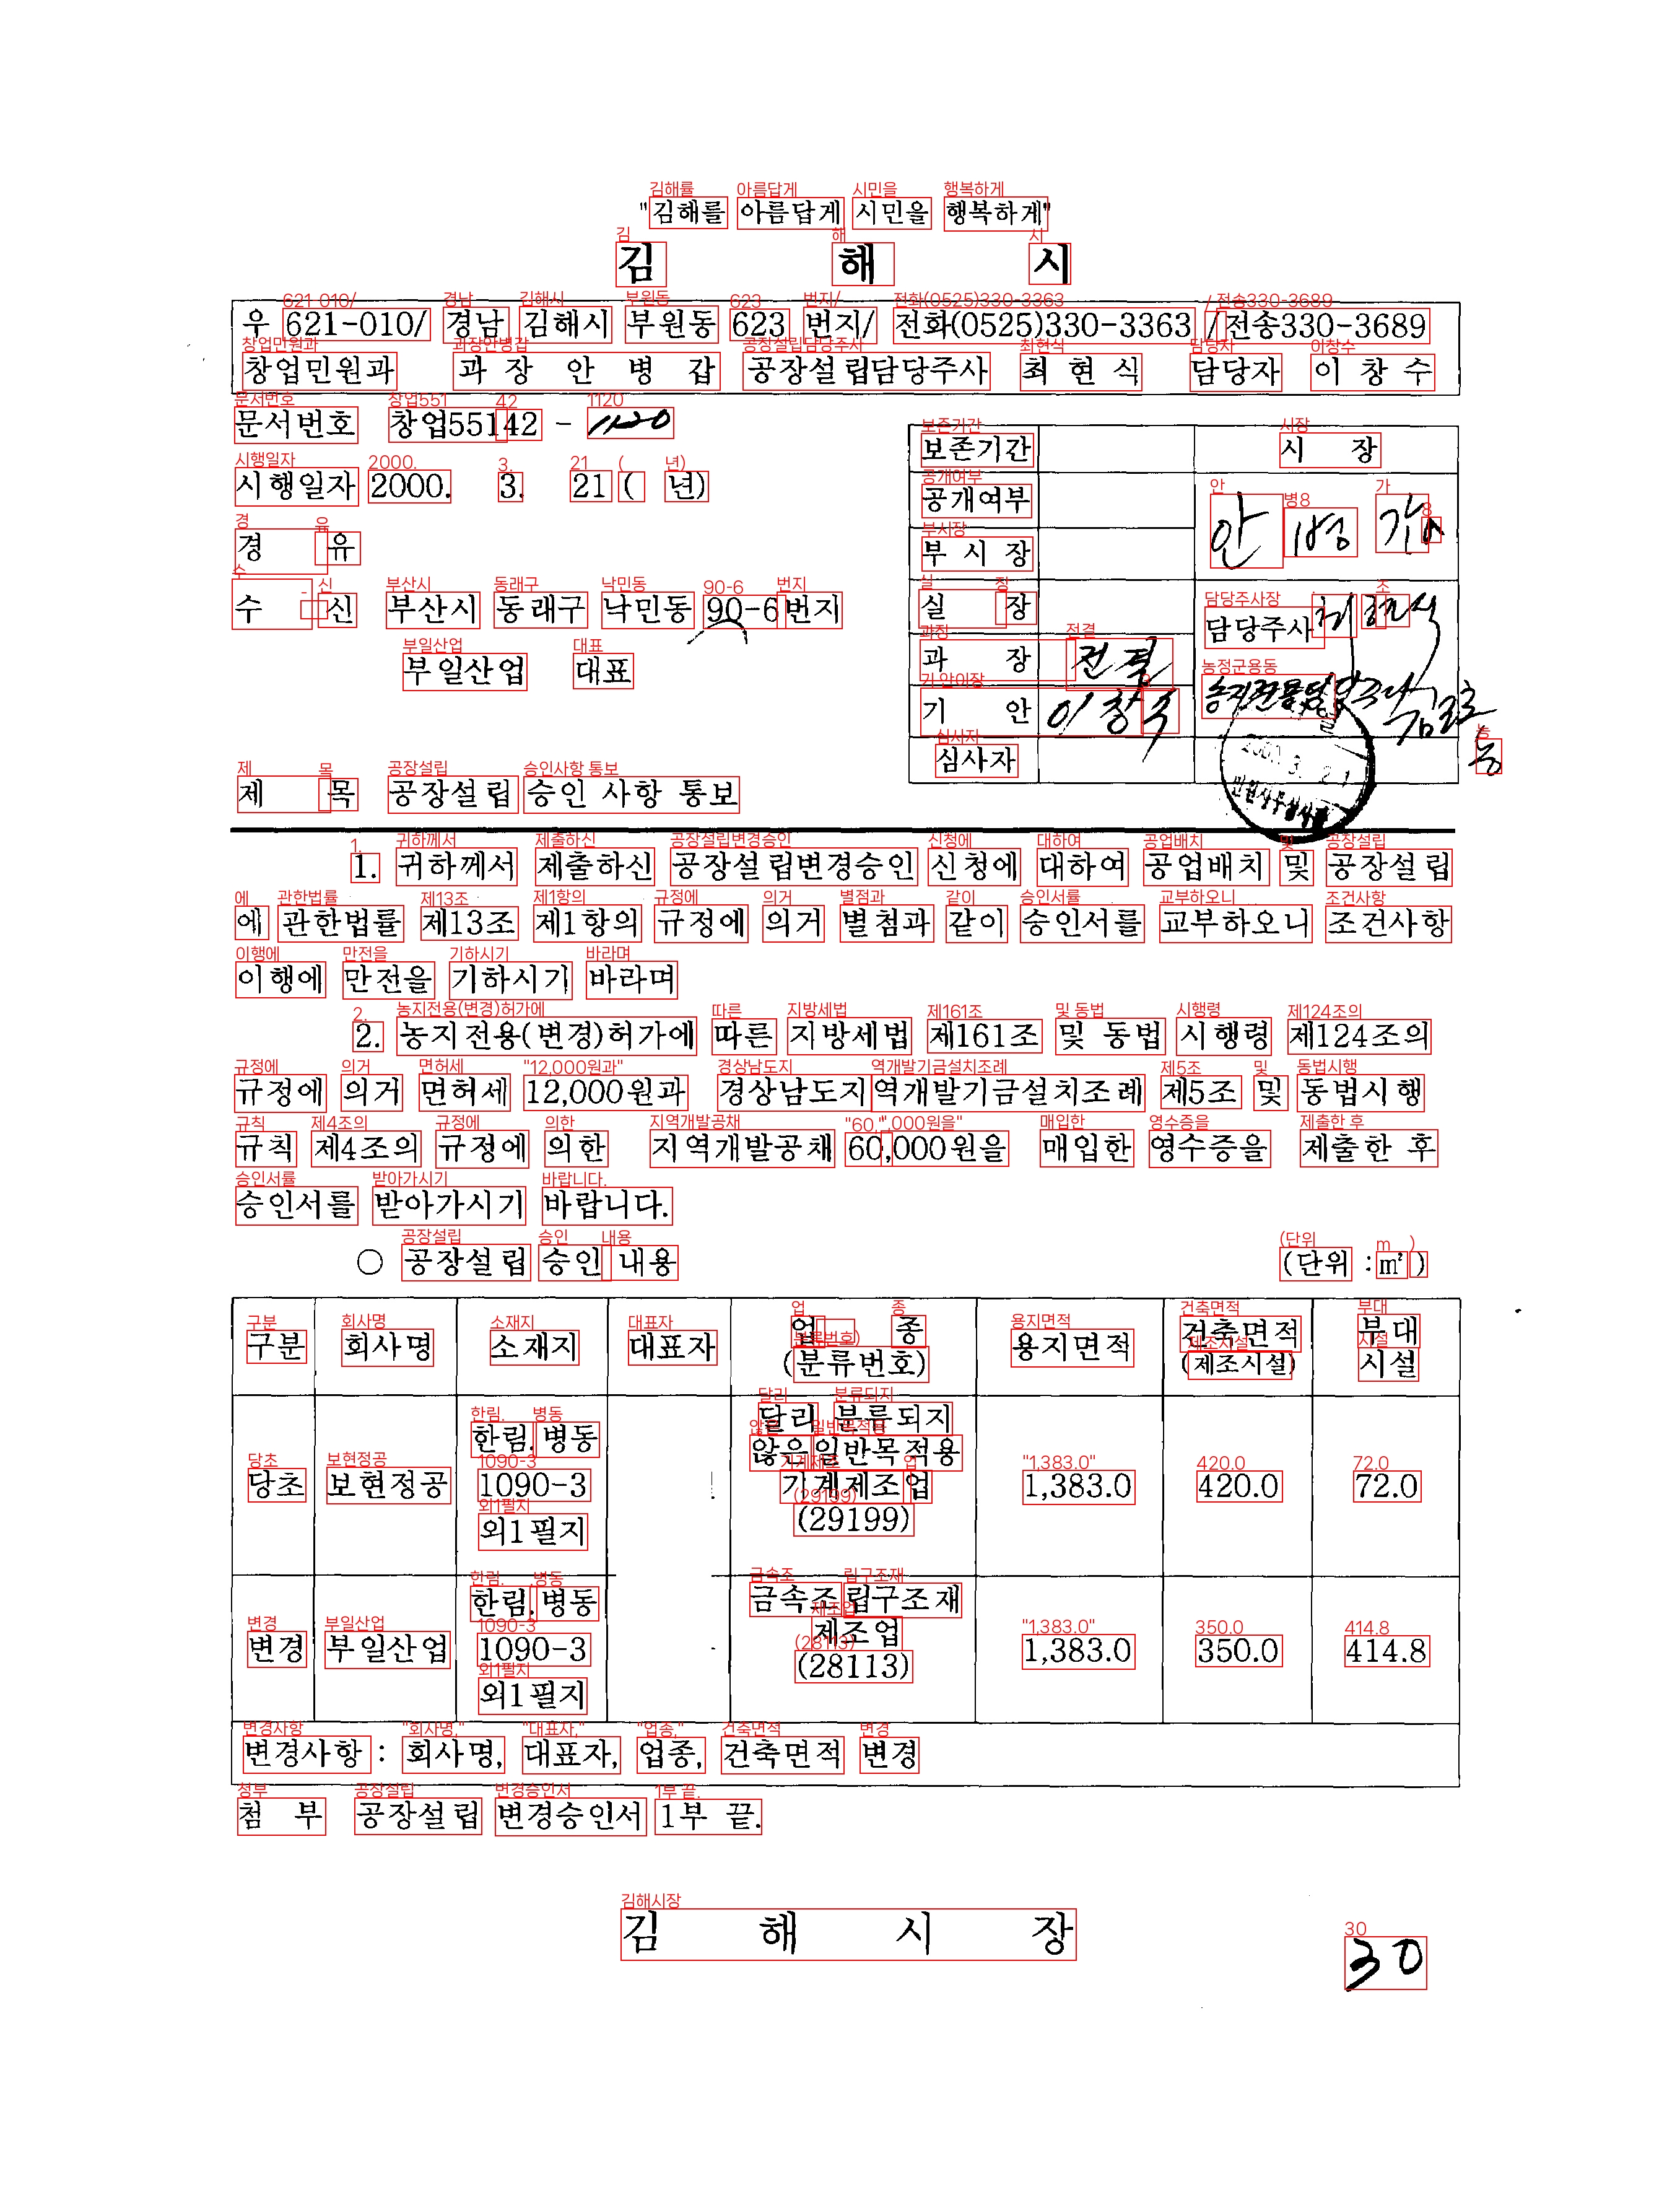 "김해를 아름답게 시민을 행복하게"
김 해 시
우 621-010/ 경남 김해시 부원동 623 번지/ 전화(0525)330-3363 /전송330-3689
창업민원과 과 장 안 병 갑 공장설립담당주사 최 현 식 담당자 이 창 수
문서번호 창업55142 - 1120
시행일자 2000. 3. 21 ( 년)
경 유
수 신 부산시 동래구 낙민동 90-6번지
부일산업 대표
제 목 공장설립 승인 사항 통보
보존기간 시 장
공개여부
부 시 장 안 병 갑
실 장 담당주사 최현식
과 장 전결
기 안 이창수 농지전용담당주사
심사자
2000. 3. 21
1. 귀하께서 제출하신 공장설립변경승인 신청에 대하여 공업배치 및 공장설립
에 관한법률 제13조 제1항의 규정에 의거 별첨과 같이 승인서를 교부하오니 조건사항
이행에 만전을 기하시기 바라며
2. 농지전용(변경)허가에 따른 지방세법 제161조 및 동법 시행령 제124조의
규정에 의거 면허세 12,000원과 경상남도지역개발기금설치조례 제5조 및 동법시행
규칙 제4조의 규정에 의한 지역개발공채 60,000원을 매입한 영수증을 제출한 후
승인서를 받아가시기 바랍니다.
○ 공장설립 승인 내용 (단위 : m²)
구분 회사명 소재지 대표자 업 종 (분류번호) 용지면적 건축면적 (제조시설) 부대 시설
당초 보현정공 한림.병동 1090-3 외1필지 달리 분류되지 않은 일반목적용 기계제조업 (29199) 1,383.0 420.0 72.0
변경 부일산업 한림.병동 1090-3 외1필지 금속조립구조재 제조업 (28113) 1,383.0 350.0 414.8
변경사항 : 회사명, 대표자, 업종, 건축면적 변경
첨 부 공장설립 변경승인서 1부 끝.
김 해 시 장
30